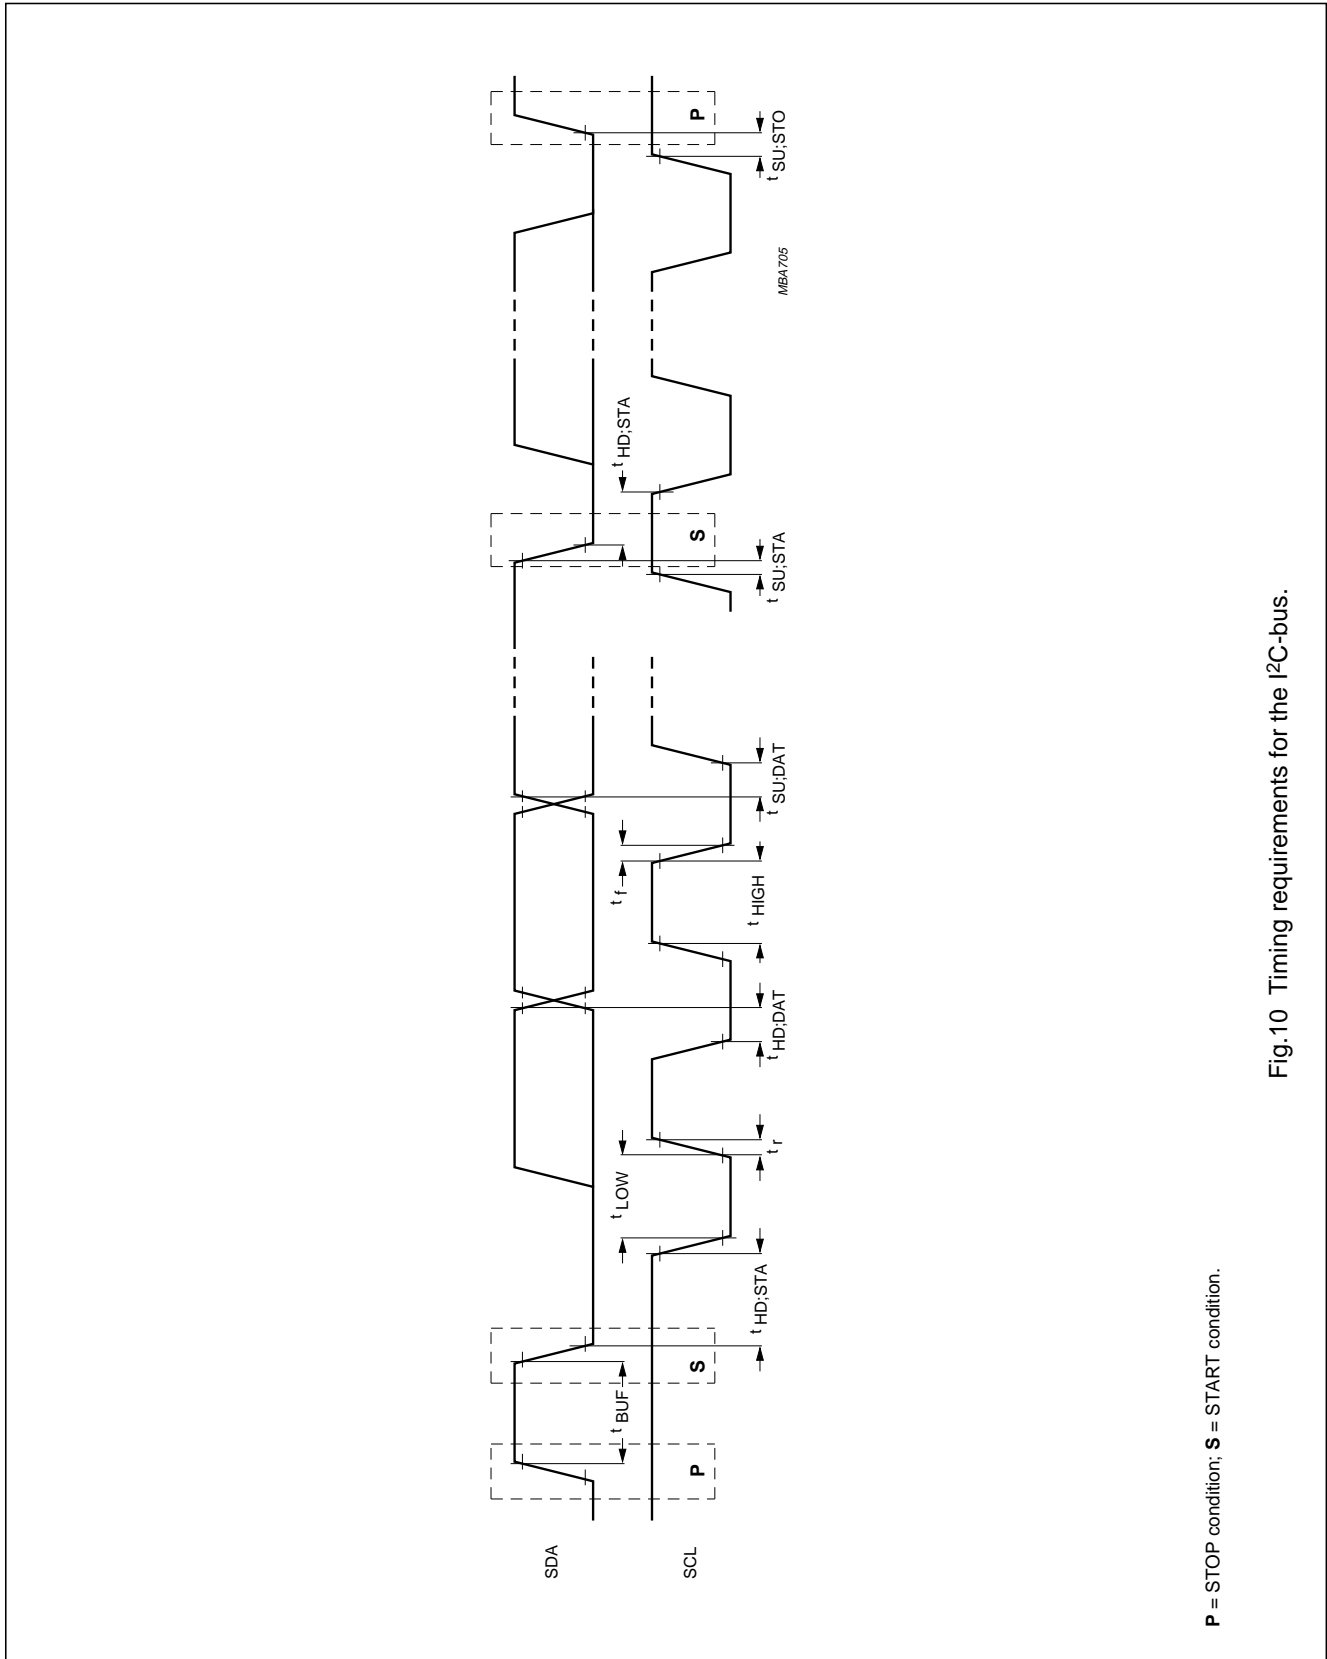 SDA
P
S
S
P
t BUF
t LOW
t f
t HD;STA
SCL
t HD;STA
t r
t HD;DAT
t HIGH
t SU;DAT
t SU;STA
t SU;STO
MBA705
P = STOP condition; S = START condition.
Fig.10 Timing requirements for the I²C-bus.